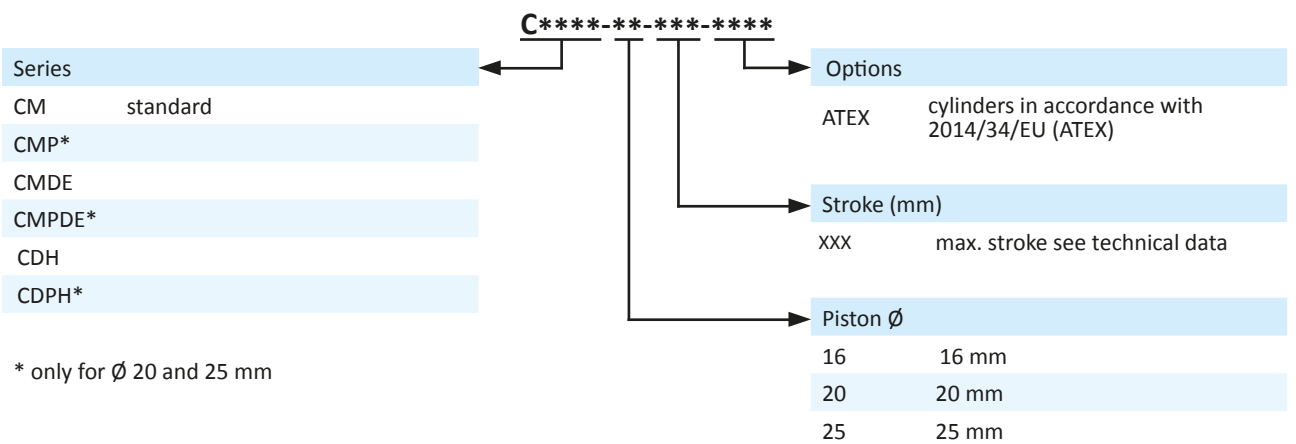 C****-**-***-****
Series
CM standard
CMP*
CMDE
CMPDE*
CDH
CDPH*
* only for Ø 20 and 25 mm
Options
ATEX cylinders in accordance with
2014/34/EU (ATEX)
Stroke (mm)
XXX max. stroke see technical data
Piston Ø
16 16 mm
20 20 mm
25 25 mm